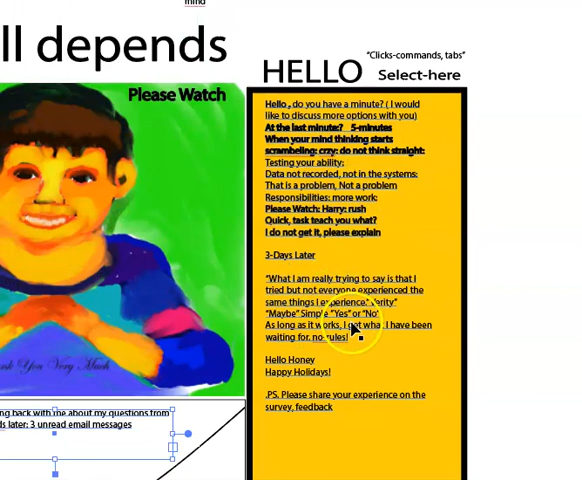 mind
ll depends
"Clicks-commands, tabs"
HELLO Select-here
Please Watch
Hello , do you have a minute? ( I would
like to discuss more options with you)
At the last minute:? 5-minutes
When your mind thinking starts
scrambeling: crzy: do not think straight:
Testing your ability:
Data not recorded, not in the systems:
That is a problem, Not a problem
Responsibilities: more work:
Please Watch: Harry: rush
Quick, task teach you what?
I do not get it, please explain
3-Days Later
"What I am really trying to say is that I
tried but not everyone experienced the
same things I experience." "erity"
"Maybe" Simple "Yes" or "No"
As long as it works, I got wha I have been
waiting for, no rules!
Hello Honey
Happy Holidays!
.PS. Please share your experience on the
survey, feedback
nk You Very Much
ng back with me about my questions from
ds later: 3 unread email messages